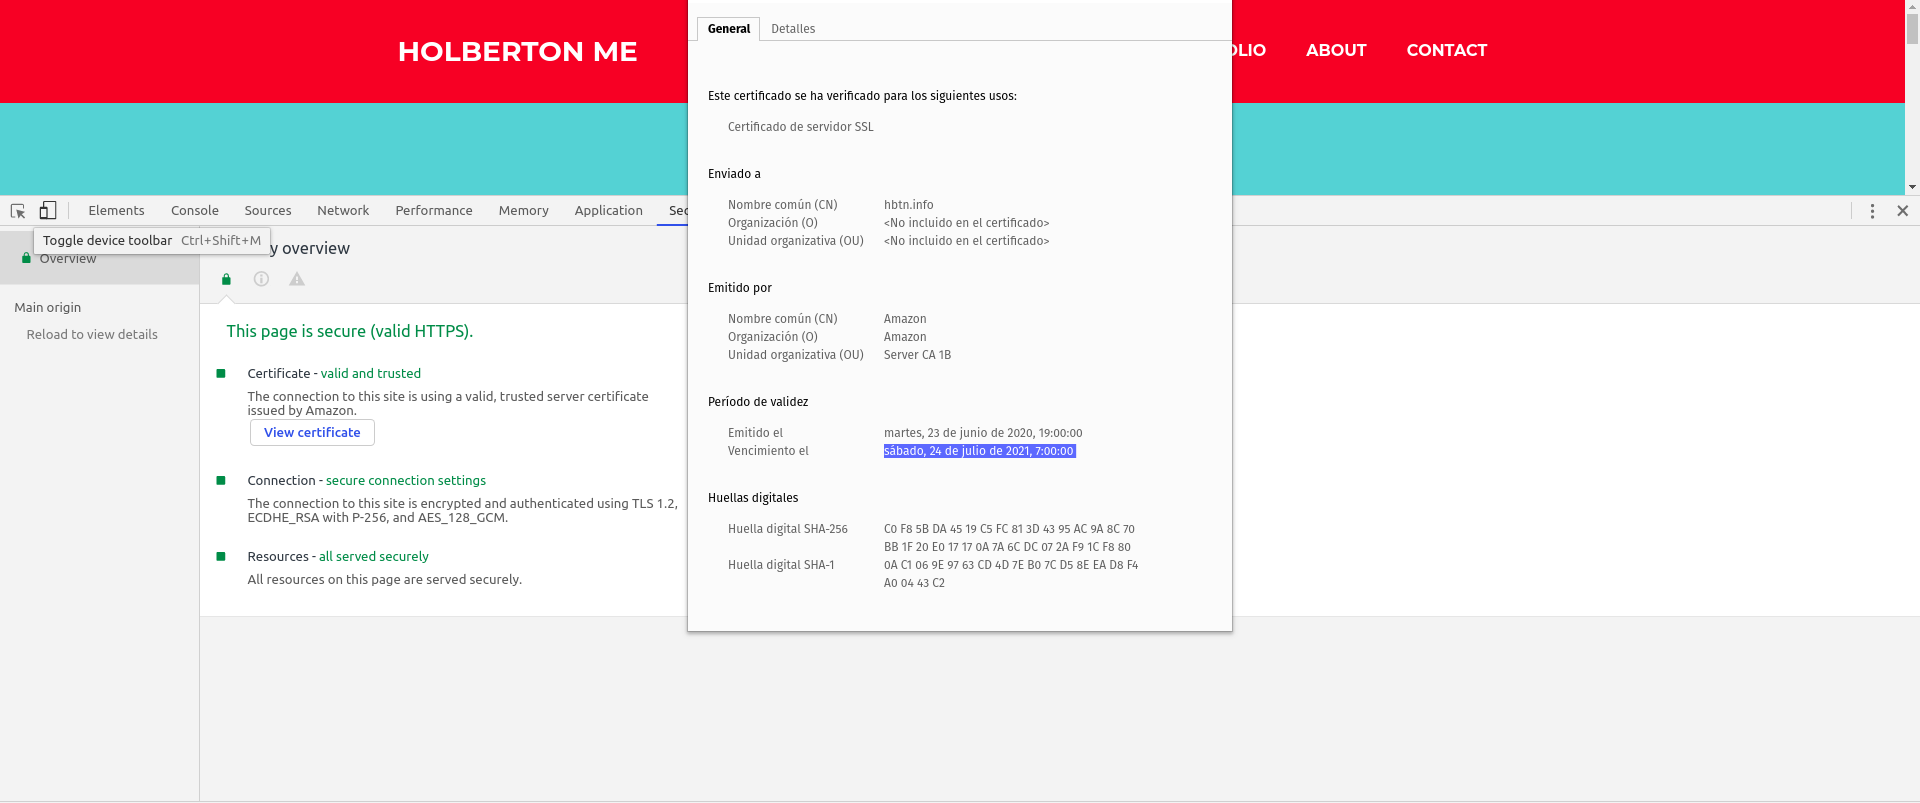 HOLBERTON ME
OLIO ABOUT CONTACT
General Detalles
Este certificado se ha verificado para los siguientes usos:
Certificado de servidor SSL
Enviado a
Nombre común (CN) hbtn.info
Organización (O) <No incluido en el certificado>
Unidad organizativa (OU) <No incluido en el certificado>
Emitido por
Nombre común (CN) Amazon
Organización (O) Amazon
Unidad organizativa (OU) Server CA 1B
Período de validez
Emitido el martes, 23 de junio de 2020, 19:00:00
Vencimiento el sábado, 24 de julio de 2021, 7:00:00
Huellas digitales
Huella digital SHA-256 C0 F8 5B DA 45 19 C5 FC 81 3D 43 95 AC 9A 8C 70
BB 1F 20 E0 17 17 0A 7A 6C DC 07 2A F9 1C F8 80
Huella digital SHA-1 0A C1 06 9E 97 63 CD 4D 7E B0 7C D5 8E EA D8 F4
A0 04 43 C2
Elements Console Sources Network Performance Memory Application Sec
Toggle device toolbar Ctrl+Shift+M
Overview
Main origin
Reload to view details
y overview
This page is secure (valid HTTPS).
Certificate - valid and trusted
The connection to this site is using a valid, trusted server certificate
issued by Amazon.
View certificate
Connection - secure connection settings
The connection to this site is encrypted and authenticated using TLS 1.2,
ECDHE_RSA with P-256, and AES_128_GCM.
Resources - all served securely
All resources on this page are served securely.